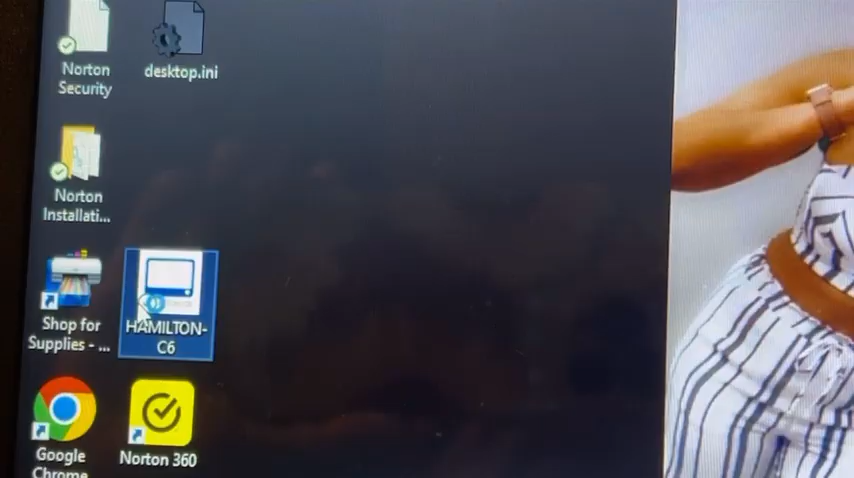 Norton
Security
desktop.ini
Norton
Installati...
Shop for
Supplies - ...
HAMILTON-
C6
Google
Chrome
Norton 360